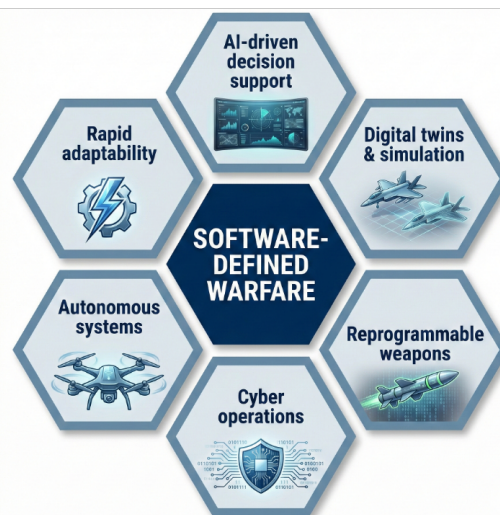 AI-driven
decision
support
Rapid
adaptability
Digital twins
& simulation
SOFTWARE-
DEFINED
WARFARE
Autonomous
systems
Reprogrammable
weapons
Cyber
operations